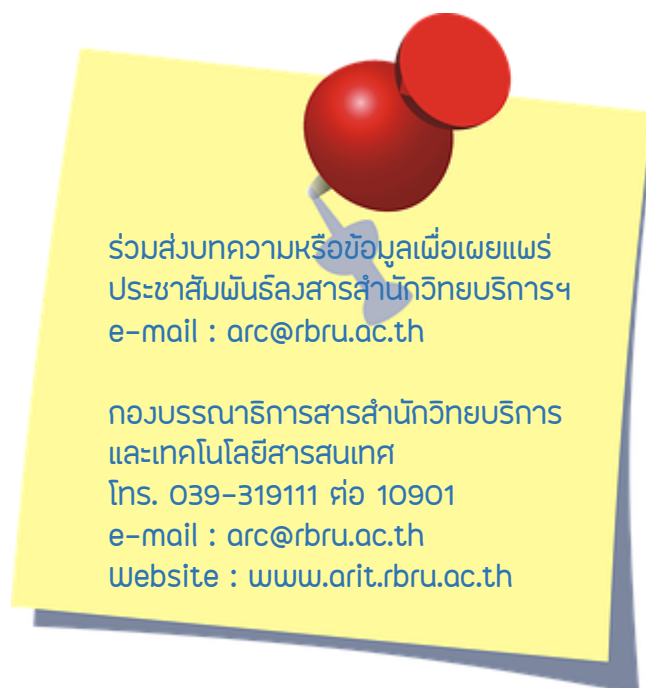 ร่วมส่งบทความหรือข้อมูลเพื่อเผยแพร่
ประชาสัมพันธ์ลงสารสำนักวิทยบริการฯ
e-mail : arc@rbru.ac.th
กองบรรณาธิการสารสำนักวิทยบริการ
และเทคโนโลยีสารสนเทศ
โทร. 039-319111 ต่อ 10901
e-mail : arc@rbru.ac.th
Website : www.arit.rbru.ac.th